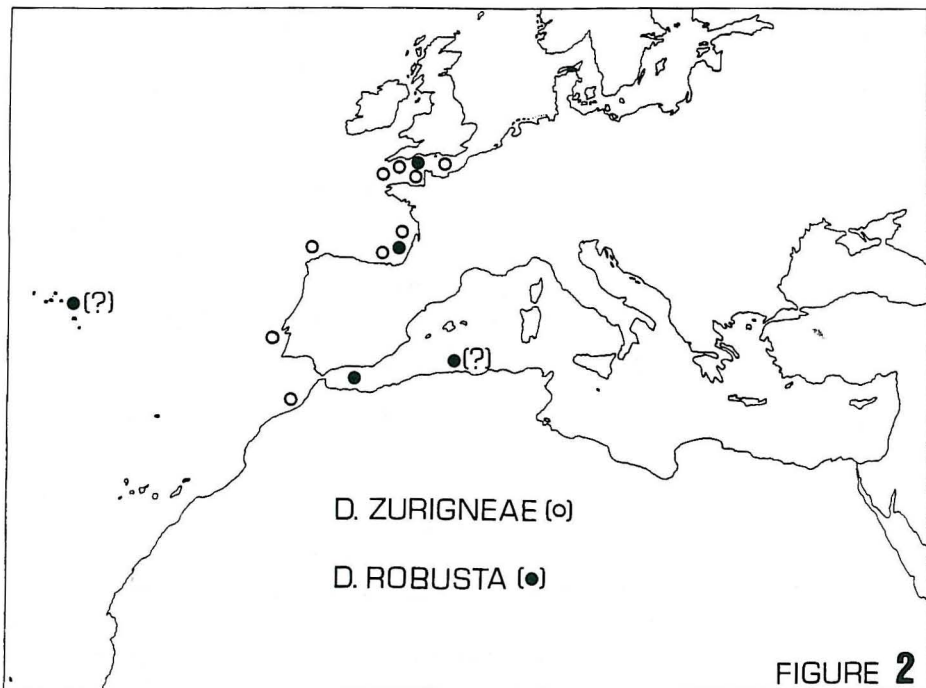 (?)
(?)
D. ZURIGNEAE (o)
D. ROBUSTA (●)
FIGURE 2